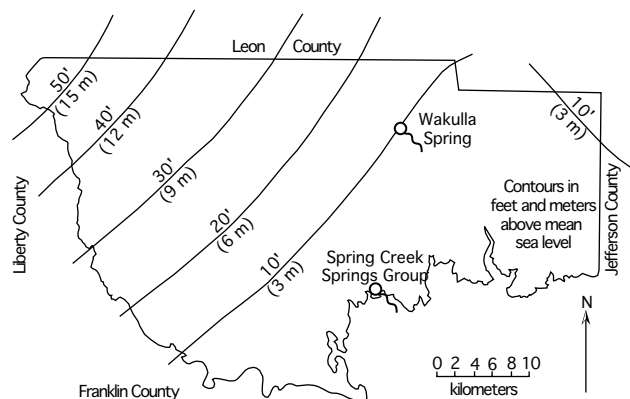 Leon County
50'
(15 m)
40'
(12 m)
30'
(9 m)
20'
(6 m)
10'
(3 m)
10'
(3 m)
Wakulla
Spring
Contours in
feet and meters
above mean
sea level
Liberty County
Jefferson County
Spring Creek
Springs Group
N
0 2 4 6 8 10
kilometers
Franklin County